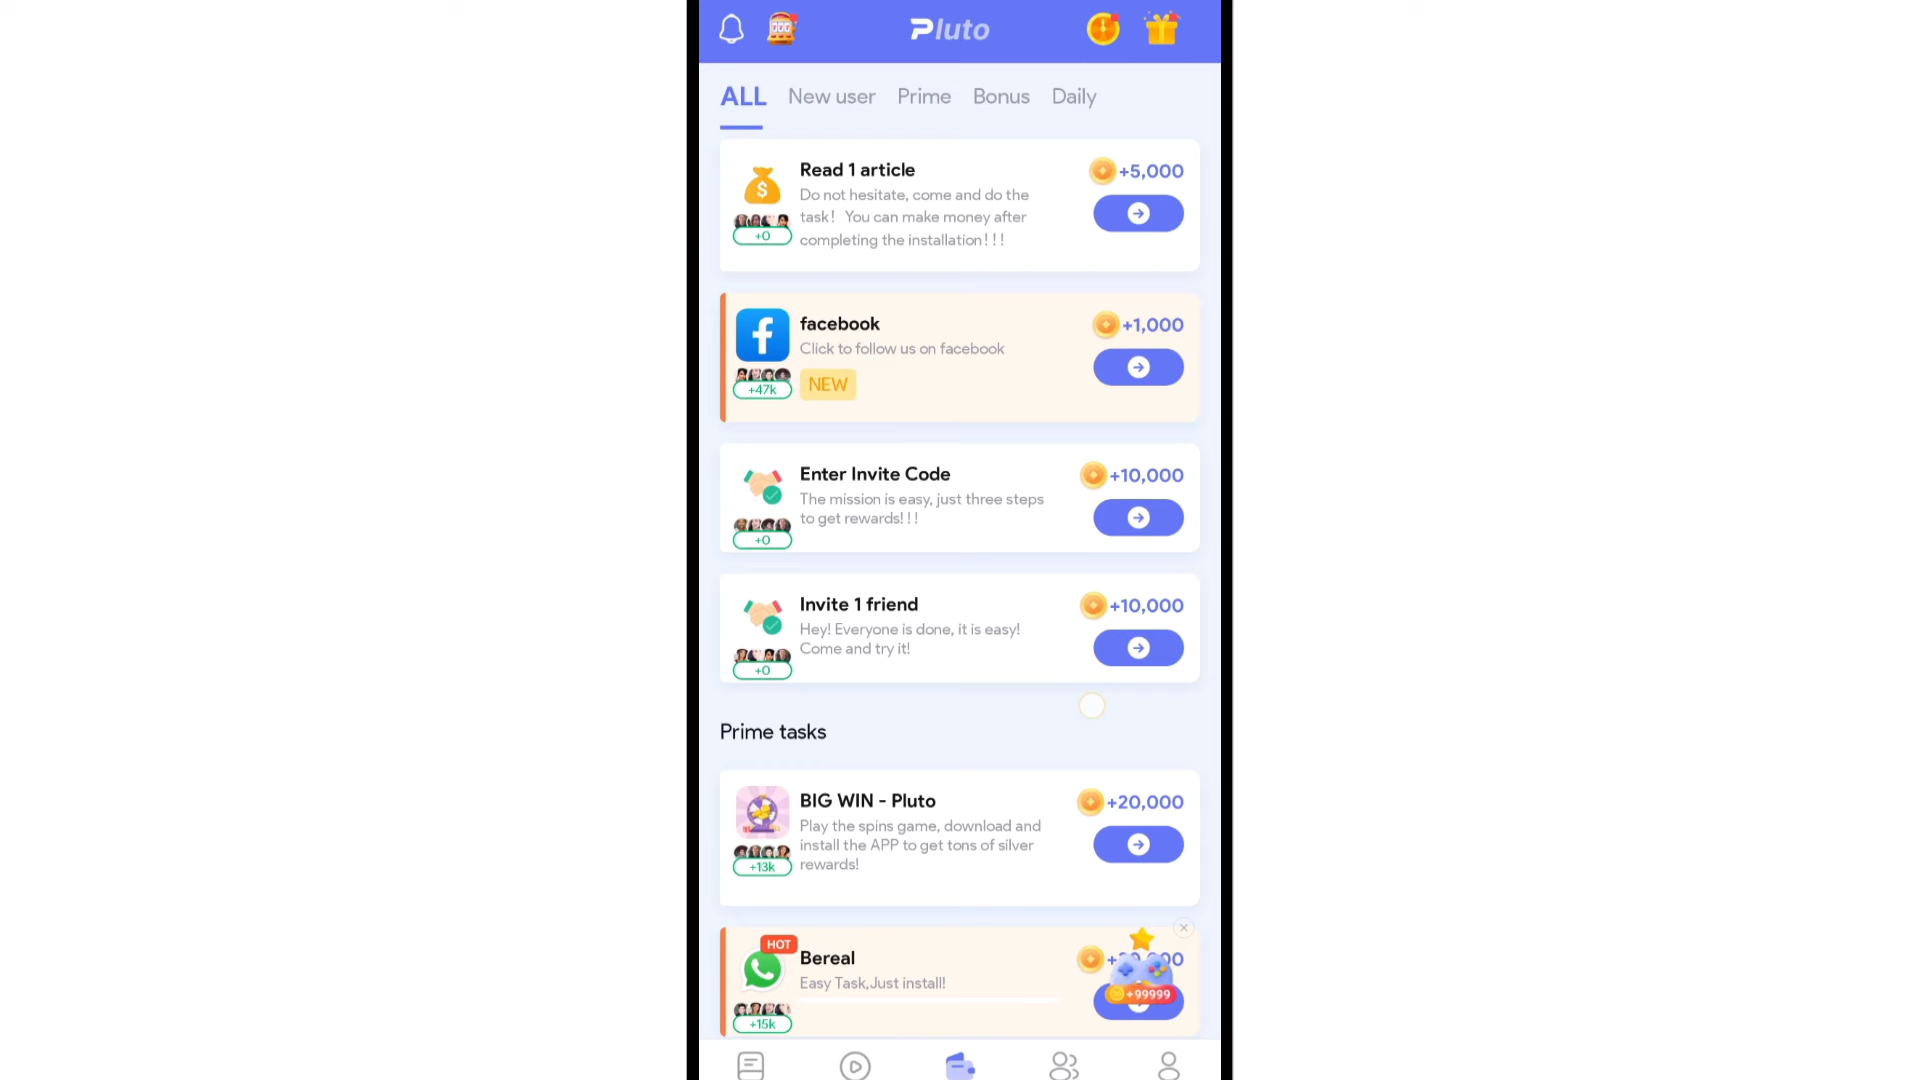 Pluto
ALL New user Prime Bonus Daily
Read 1 article
+5,000
Do not hesitate, come and do the
task! You can make money after
completing the installation!!!
+0
facebook
+1,000
Click to follow us on facebook
NEW
+47k
Enter Invite Code
+10,000
The mission is easy, just three steps
to get rewards!!!
+0
Invite 1 friend
+10,000
Hey! Everyone is done, it is easy!
Come and try it!
+0
Prime tasks
BIG WIN - Pluto
+20,000
Play the spins game, download and
install the APP to get tons of silver
rewards!
+13k
HOT
Bereal
Easy Task,Just install!
+99999
+15k